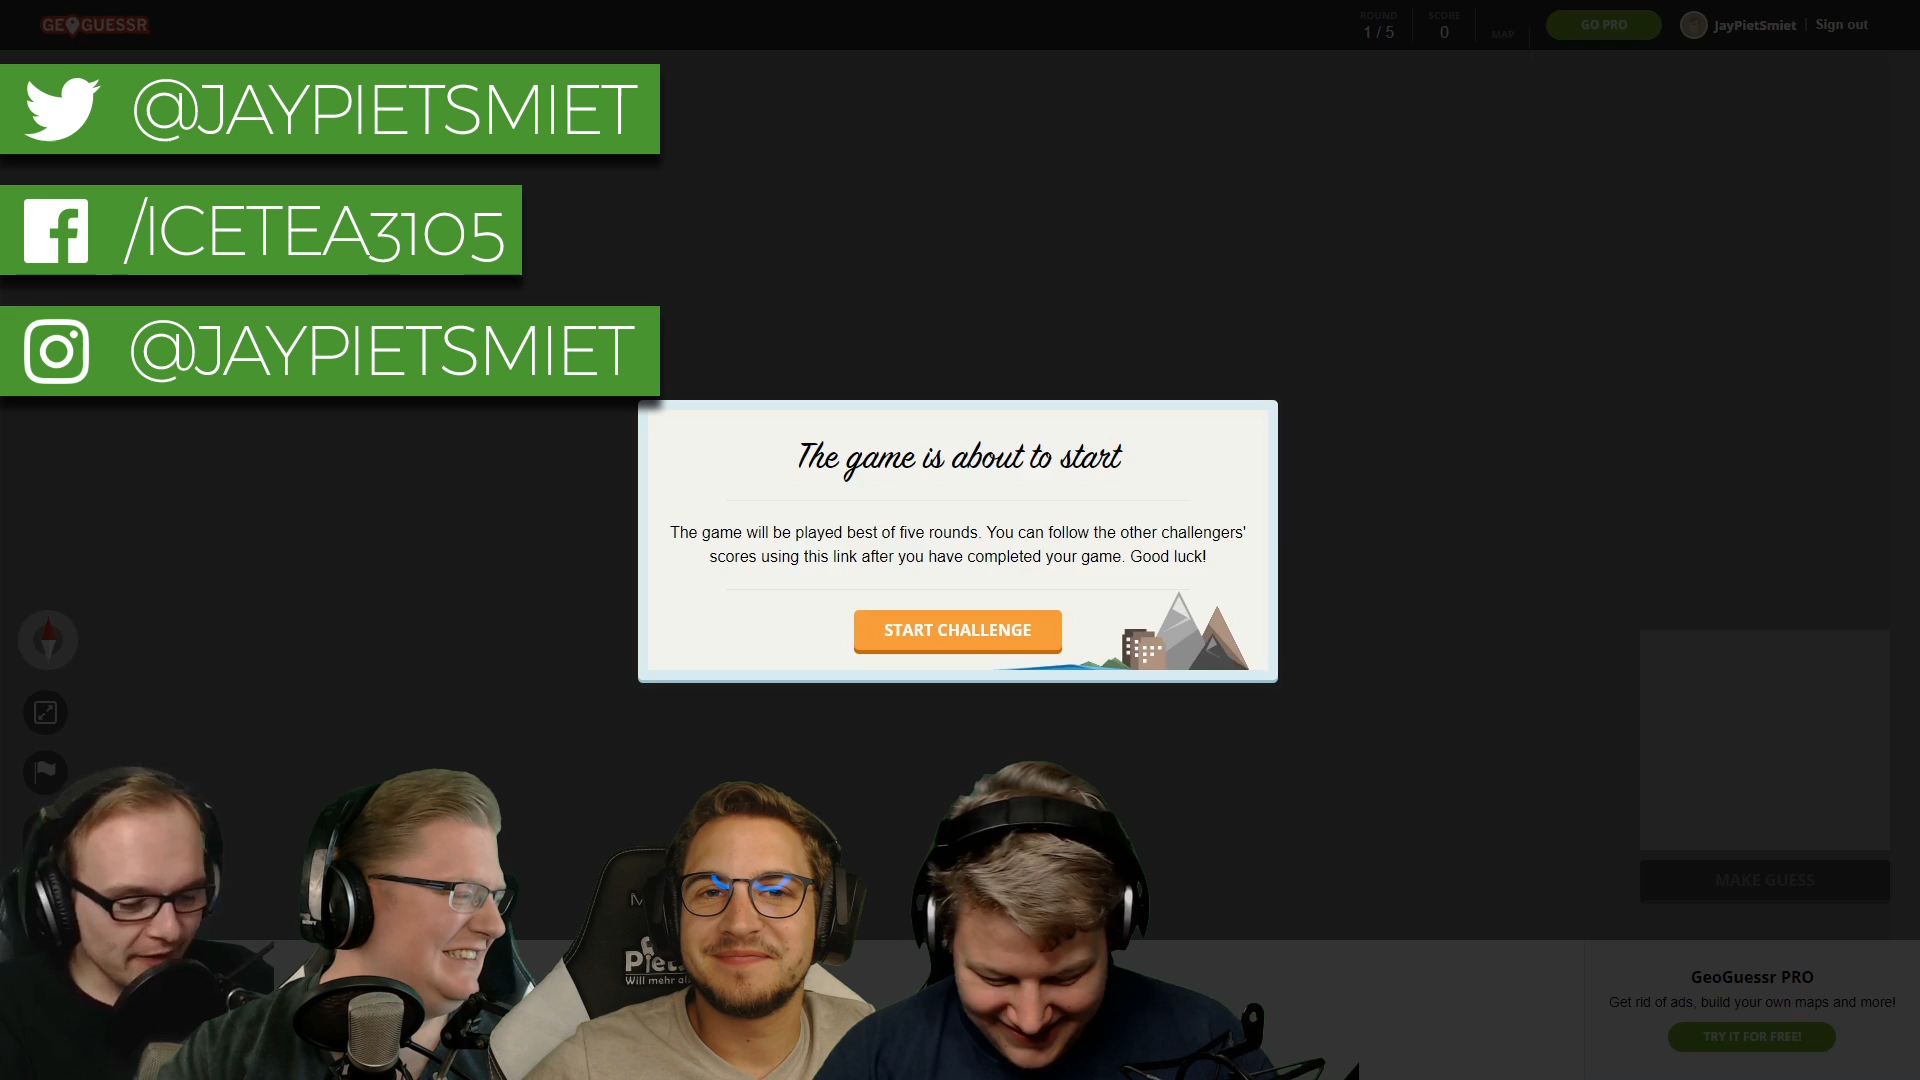 GEOGUESSR
ROUND
1 / 5
SCORE
0
MAP
GO PRO
JayPietSmiet | Sign out
@JAYPIETSMIET
/ICETEA3105
@JAYPIETSMIET
The game is about to start
The game will be played best of five rounds. You can follow the other challengers'
scores using this link after you have completed your game. Good luck!
START CHALLENGE
MAKE GUESS
Will mehr
GeoGuessr PRO
Get rid of ads, build your own maps and more!
TRY IT FOR FREE!